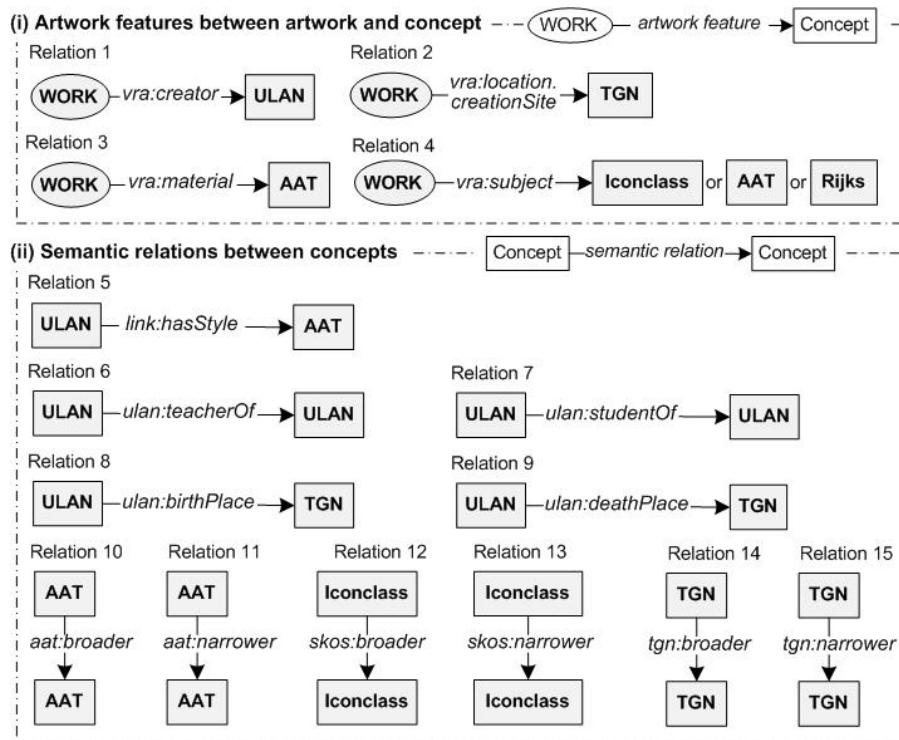 (i) Artwork features between artwork and concept WORK artwork feature Concept
Relation 1 Relation 2
WORK vra:creator ULAN WORK vra:location.creationSite TGN
Relation 3 Relation 4
WORK vra:material AAT WORK vra:subject Iconclass or AAT or Rijks
(ii) Semantic relations between concepts Concept semantic relation Concept
Relation 5
ULAN link:hasStyle AAT
Relation 6 Relation 7
ULAN ulan:teacherOf ULAN ULAN ulan:studentOf ULAN
Relation 8 Relation 9
ULAN ulan:birthPlace TGN ULAN ulan:deathPlace TGN
Relation 10 Relation 11 Relation 12 Relation 13 Relation 14 Relation 15
AAT AAT Iconclass Iconclass TGN TGN
aat:broader aat:narrower skos:broader skos:narrower tgn:broader tgn:narrower
AAT AAT Iconclass Iconclass TGN TGN